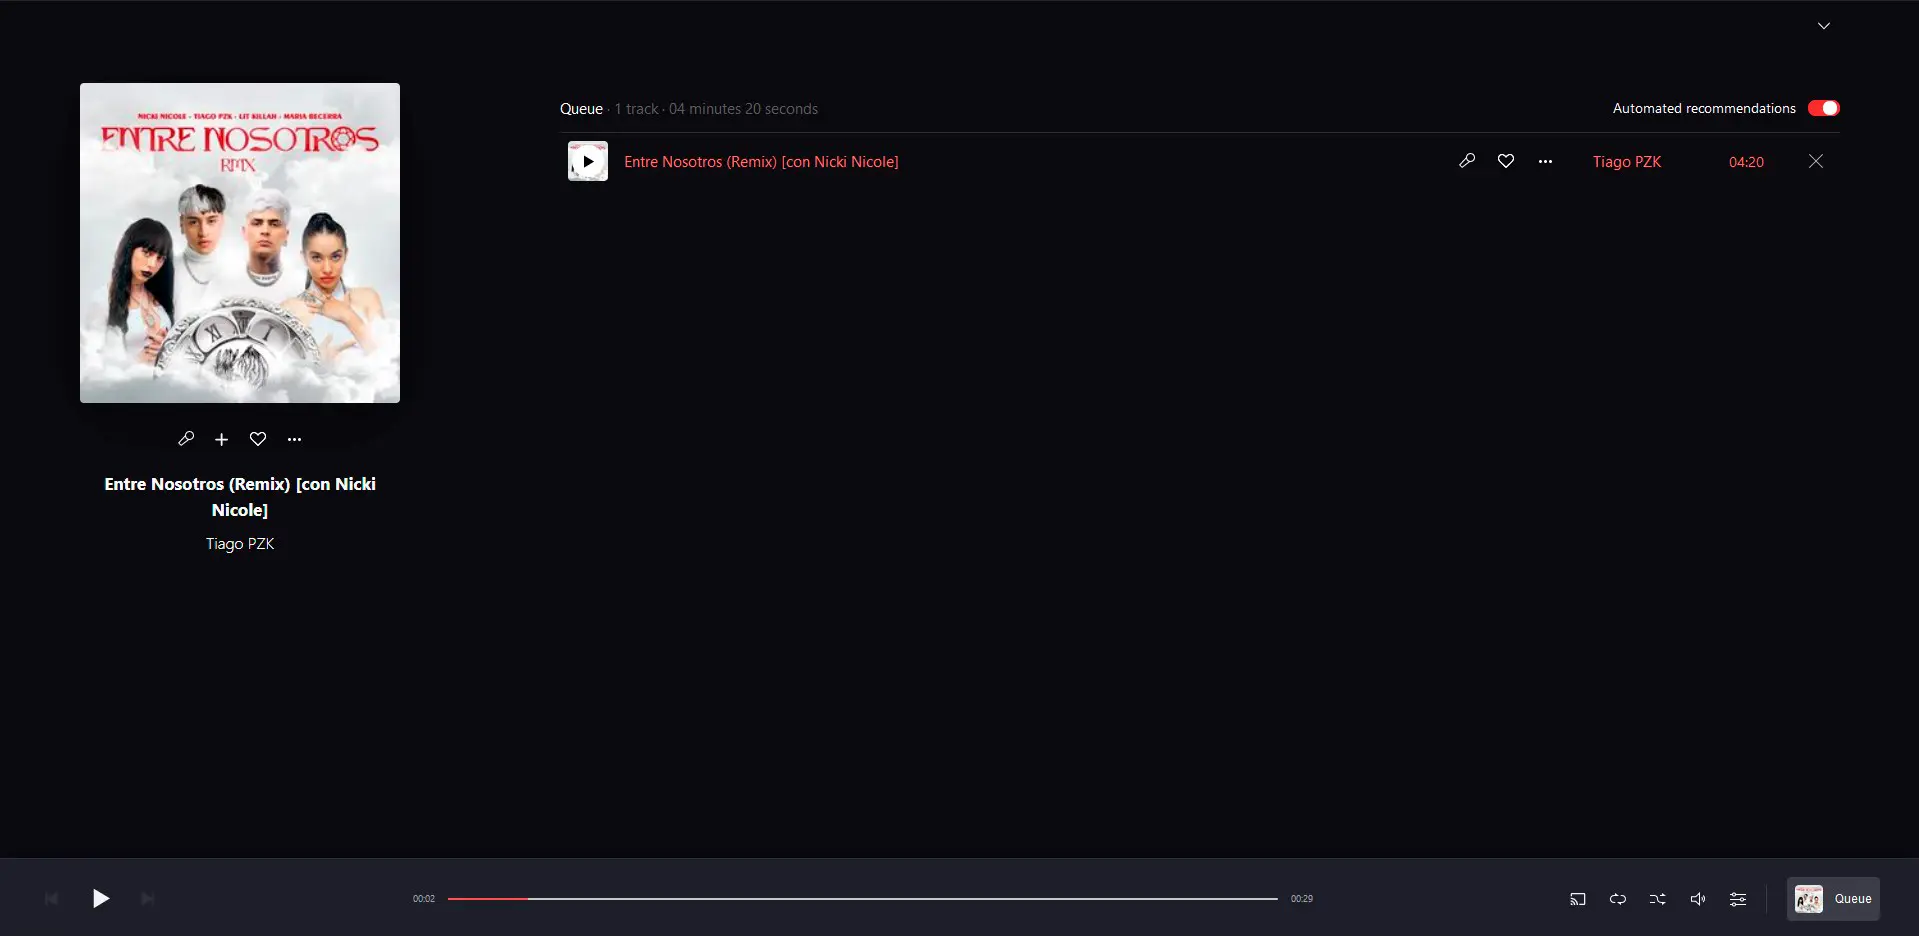 NICKI NICOLE - TIAGO PZK - LIT KILLAH - MARIA BECERRA
ENTRE NOSOTROS
RMX
Entre Nosotros (Remix) [con Nicki
Nicole]
Tiago PZK
Queue · 1 track · 04 minutes 20 seconds
Automated recommendations
Entre Nosotros (Remix) [con Nicki Nicole]
Tiago PZK
04:20
00:02
00:29
Queue